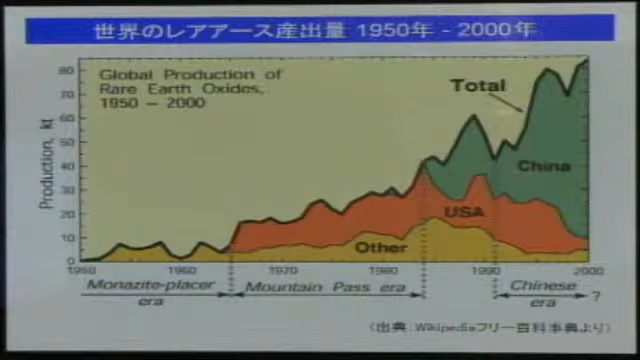 世界のレアアース産出量 1950年 - 2000年
Global Production of
Rare Earth Oxides,
1950 – 2000
Total
China
USA
Other
Production, kt
80
70
60
50
40
30
20
10
0
1950
1960
1970
1980
1990
2000
Monazite-placer
era
Mountain Pass era
Chinese
era
?
(出典 Wikipediaフリー百科事典より)